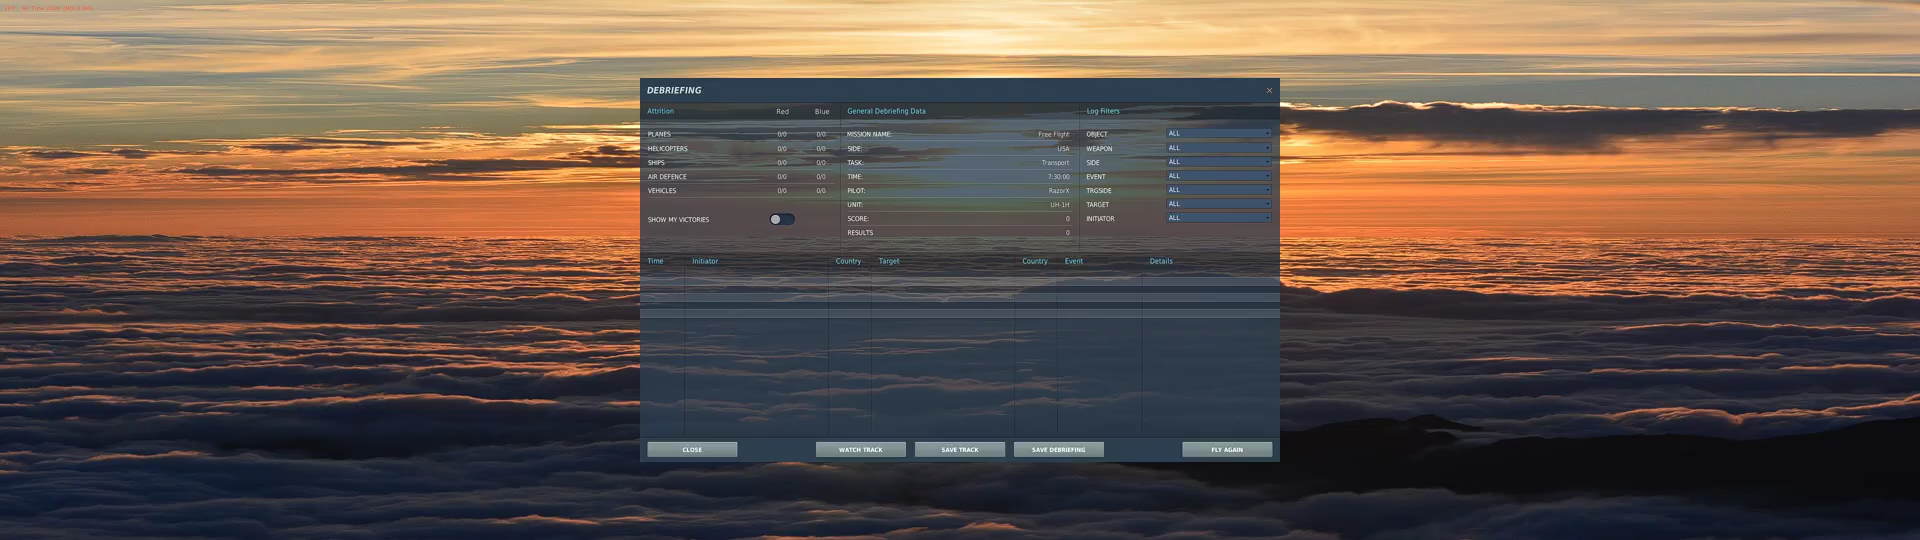 DEBRIEFING
Attrition Red Blue
PLANES 0/0 0/0
HELICOPTERS 0/0 0/0
SHIPS 0/0 0/0
AIR DEFENCE 0/0 0/0
VEHICLES 0/0 0/0
SHOW MY VICTORIES
General Debriefing Data
MISSION NAME: Free Flight
SIDE: USA
TASK: Transport
TIME: 7:30:00
PILOT: RazorX
UNIT: UH-1H
SCORE: 0
RESULTS 0
Log Filters
OBJECT ALL
WEAPON ALL
SIDE ALL
EVENT ALL
TRGSIDE ALL
TARGET ALL
INITIATOR ALL
Time Initiator Country Target Country Event Details
CLOSE WATCH TRACK SAVE TRACK SAVE DEBRIEFING FLY AGAIN